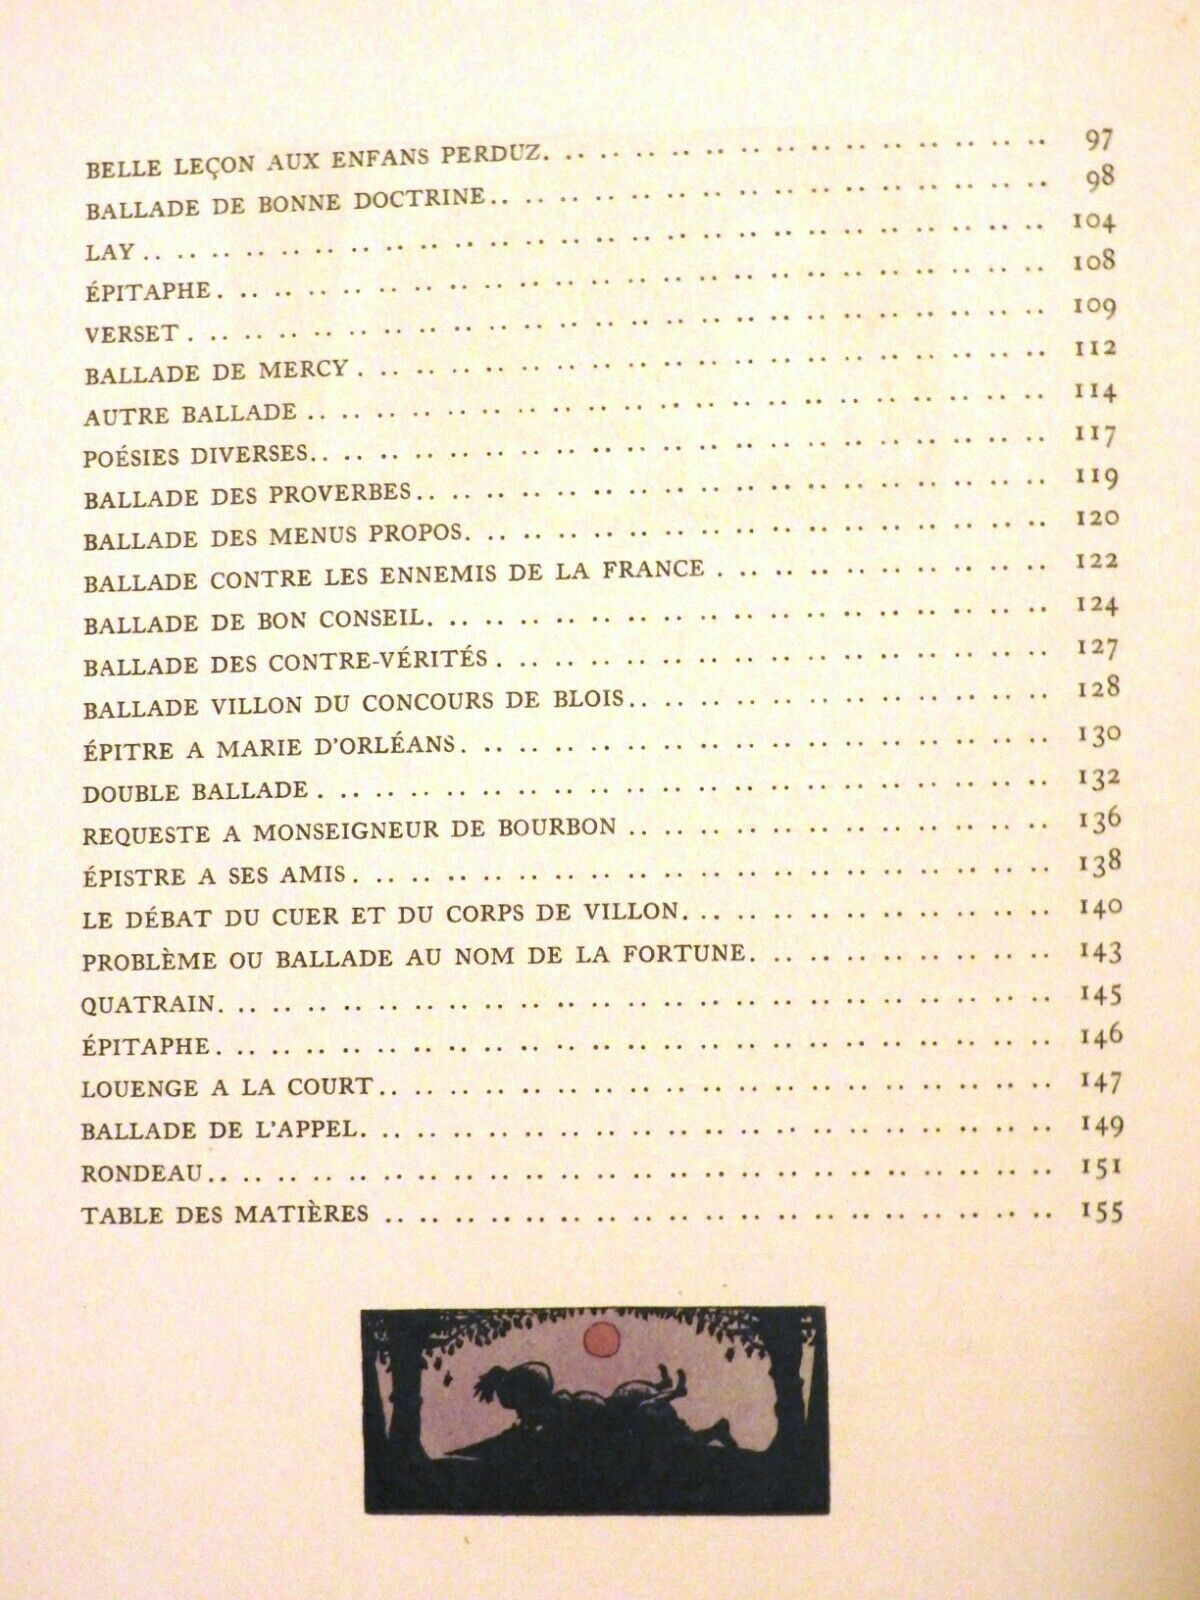 BELLE LEÇON AUX ENFANS PERDUZ. .. .. .. .. .. .. .. .. .. .. .. .. .. .. 97
BALLADE DE BONNE DOCTRINE.. .. .. .. .. .. .. .. .. .. .. .. .. .. .. .. 98
LAY .. .. .. .. .. .. .. .. .. .. .. .. .. .. .. .. .. .. .. .. .. .. .. .. .. .. 104
ÉPITAPHE. .. .. .. .. .. .. .. .. .. .. .. .. .. .. .. .. .. .. .. .. .. .. .. 108
VERSET . .. .. .. .. .. .. .. .. .. .. .. .. .. .. .. .. .. .. .. .. .. .. .. .. 109
BALLADE DE MERCY . .. .. .. .. .. .. .. .. .. .. .. .. .. .. .. .. .. .. .. 112
AUTRE BALLADE .. .. .. .. .. .. .. .. .. .. .. .. .. .. .. .. .. .. .. .. .. 114
POÉSIES DIVERSES.. .. .. .. .. .. .. .. .. .. .. .. .. .. .. .. .. .. .. .. .. 117
BALLADE DES PROVERBES.. .. .. .. .. .. .. .. .. .. .. .. .. .. .. .. .. .. 119
BALLADE DES MENUS PROPOS. .. .. .. .. .. .. .. .. .. .. .. .. .. .. .. .. 120
BALLADE CONTRE LES ENNEMIS DE LA FRANCE . .. .. .. .. .. .. .. .. .. 122
BALLADE DE BON CONSEIL. .. .. .. .. .. .. .. .. .. .. .. .. .. .. .. .. .. 124
BALLADE DES CONTRE-VÉRITÉS . .. .. .. .. .. .. .. .. .. .. .. .. .. .. .. 127
BALLADE VILLON DU CONCOURS DE BLOIS.. .. .. .. .. .. .. .. .. .. .. .. 128
ÉPITRE A MARIE D'ORLÉANS. .. .. .. .. .. .. .. .. .. .. .. .. .. .. .. .. 130
DOUBLE BALLADE . .. .. .. .. .. .. .. .. .. .. .. .. .. .. .. .. .. .. .. .. 132
REQUESTE A MONSEIGNEUR DE BOURBON .. .. .. .. .. .. .. .. .. .. .. .. 136
ÉPISTRE A SES AMIS. .. .. .. .. .. .. .. .. .. .. .. .. .. .. .. .. .. .. .. 138
LE DÉBAT DU CUER ET DU CORPS DE VILLON. .. .. .. .. .. .. .. .. .. .. 140
PROBLÈME OU BALLADE AU NOM DE LA FORTUNE. .. .. .. .. .. .. .. .. 143
QUATRAIN. .. .. .. .. .. .. .. .. .. .. .. .. .. .. .. .. .. .. .. .. .. .. .. 145
ÉPITAPHE. .. .. .. .. .. .. .. .. .. .. .. .. .. .. .. .. .. .. .. .. .. .. .. 146
LOUENGE A LA COURT.. .. .. .. .. .. .. .. .. .. .. .. .. .. .. .. .. .. .. 147
BALLADE DE L'APPEL. .. .. .. .. .. .. .. .. .. .. .. .. .. .. .. .. .. .. .. 149
RONDEAU.. .. .. .. .. .. .. .. .. .. .. .. .. .. .. .. .. .. .. .. .. .. .. .. 151
TABLE DES MATIÈRES .. .. .. .. .. .. .. .. .. .. .. .. .. .. .. .. .. .. .. 155